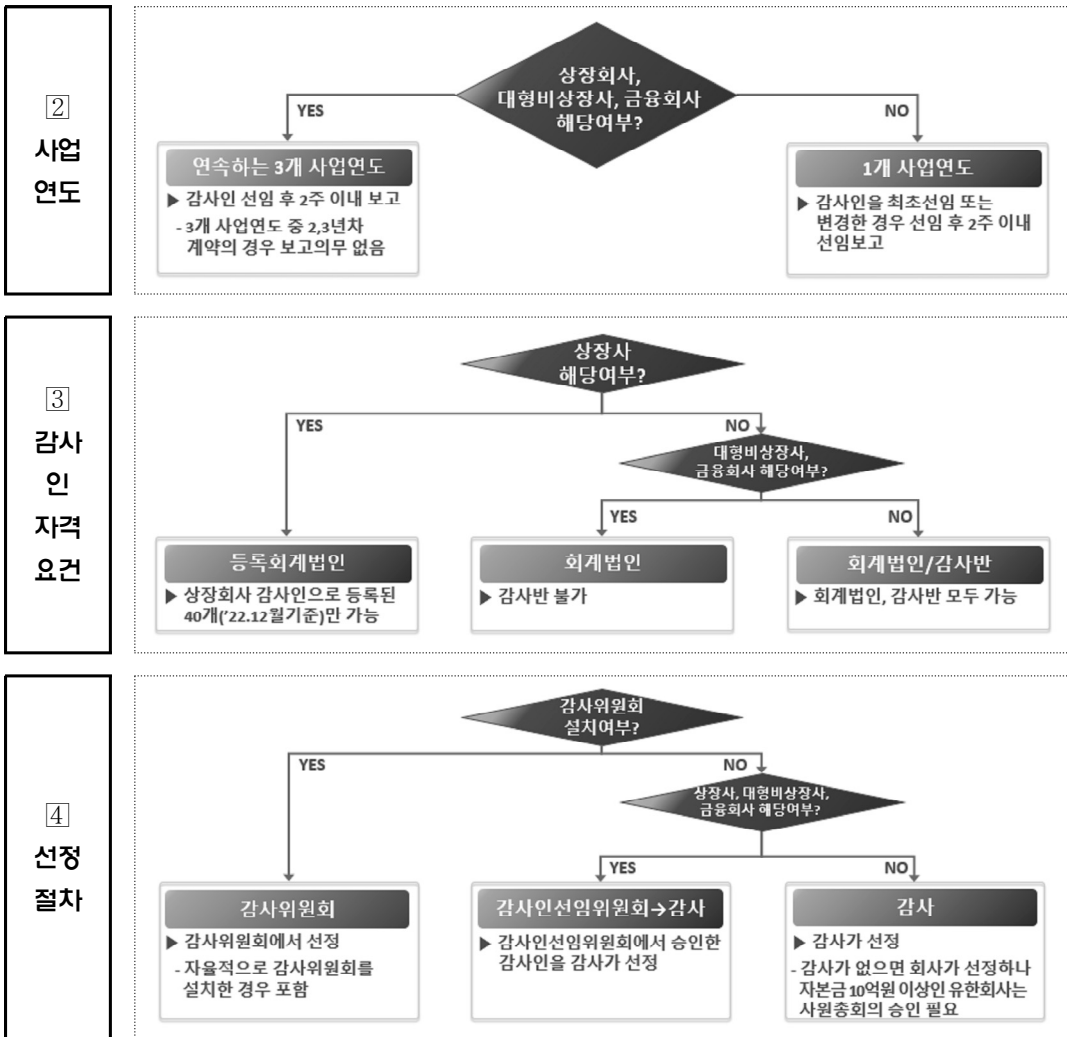 2
사업
연도
상장회사,
대형비상장사, 금융회사
해당여부?
YES
NO
연속하는 3개 사업연도
▶ 감사인 선임 후 2주 이내 보고
- 3개 사업연도 중 2,3년차
계약의 경우 보고의무 없음
1개 사업연도
▶ 감사인을 최초선임 또는
변경한 경우 선임 후 2주 이내
선임보고
3
감사
인
자격
요건
상장사
해당여부?
YES
NO
대형비상장사,
금융회사 해당여부?
YES
NO
등록회계법인
▶ 상장회사 감사인으로 등록된
40개('22.12월기준)만 가능
회계법인
▶ 감사반 불가
회계법인/감사반
▶ 회계법인, 감사반 모두 가능
4
선정
절차
감사위원회
설치여부?
YES
NO
상장사, 대형비상장사,
금융회사 해당여부?
YES
NO
감사위원회
▶ 감사위원회에서 선정
- 자율적으로 감사위원회를
설치한 경우 포함
감사인선임위원회→감사
▶ 감사인선임위원회에서 승인한
감사인을 감사가 선정
감사
▶ 감사가 선정
- 감사가 없으면 회사가 선정하나
자본금 10억원 이상인 유한회사는
사원총회의 승인 필요